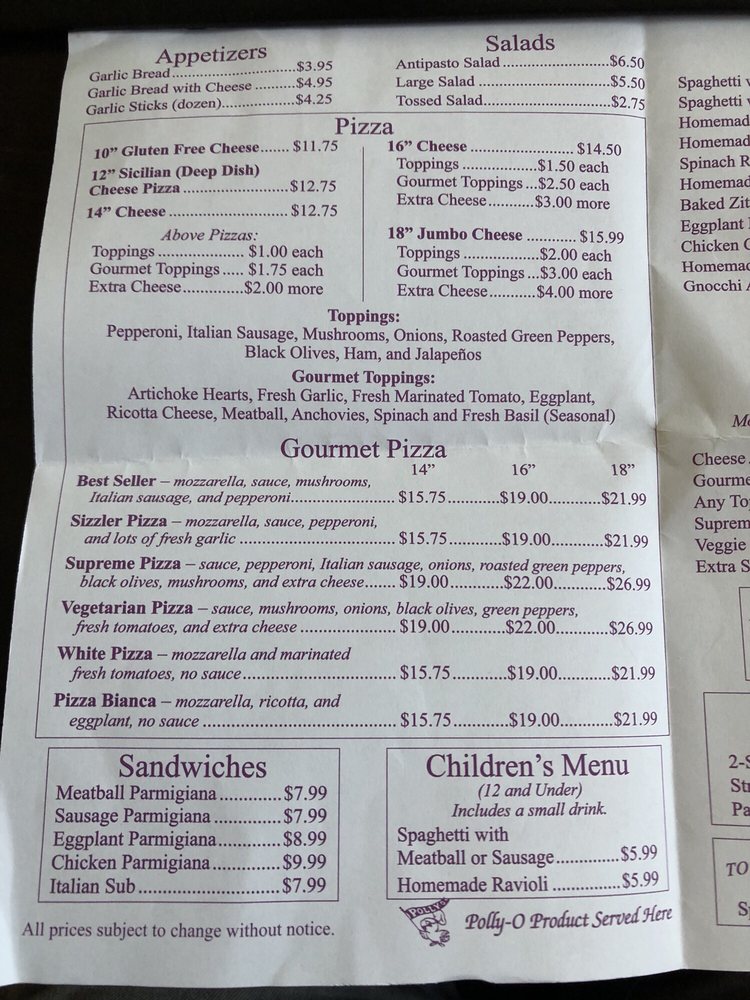 Appetizers
Garlic Bread..............................$3.95
Garlic Bread with Cheese .........$4.95
Garlic Sticks (dozen)..................$4.25
Salads
Antipasto Salad..........................$6.50
Large Salad ...............................$5.50
Tossed Salad..............................$2.75
Pizza
10” Gluten Free Cheese...... $11.75
12” Sicilian (Deep Dish)
Cheese Pizza .......................$12.75
14” Cheese ......................... $12.75
Above Pizzas:
Toppings .................... $1.00 each
Gourmet Toppings ..... $1.75 each
Extra Cheese.............$2.00 more
16” Cheese ........................ $14.50
Toppings .................$1.50 each
Gourmet Toppings ...$2.50 each
Extra Cheese...........$3.00 more
18” Jumbo Cheese ............ $15.99
Toppings .................$2.00 each
Gourmet Toppings ...$3.00 each
Extra Cheese...........$4.00 more
Toppings:
Pepperoni, Italian Sausage, Mushrooms, Onions, Roasted Green Peppers,
Black Olives, Ham, and Jalapeños
Gourmet Toppings:
Artichoke Hearts, Fresh Garlic, Fresh Marinated Tomato, Eggplant,
Ricotta Cheese, Meatball, Anchovies, Spinach and Fresh Basil (Seasonal)
Gourmet Pizza
14” 16” 18”
Best Seller – mozzarella, sauce, mushrooms,
Italian sausage, and pepperoni........................ $15.75...........$19.00...........$21.99
Sizzler Pizza – mozzarella, sauce, pepperoni,
and lots of fresh garlic ................................... $15.75...........$19.00...........$21.99
Supreme Pizza – sauce, pepperoni, Italian sausage, onions, roasted green peppers,
black olives, mushrooms, and extra cheese....... $19.00...........$22.00...........$26.99
Vegetarian Pizza – sauce, mushrooms, onions, black olives, green peppers,
fresh tomatoes, and extra cheese ..................... $19.00...........$22.00...........$26.99
White Pizza – mozzarella and marinated
fresh tomatoes, no sauce................................. $15.75...........$19.00...........$21.99
Pizza Bianca – mozzarella, ricotta, and
eggplant, no sauce .......................................... $15.75...........$19.00...........$21.99
Sandwiches
Meatball Parmigiana ............$7.99
Sausage Parmigiana .............$7.99
Eggplant Parmigiana............$8.99
Chicken Parmigiana.............$9.99
Italian Sub...........................$7.99
Children’s Menu
(12 and Under)
Includes a small drink.
Spaghetti with
Meatball or Sausage.............$5.99
Homemade Ravioli ..............$5.99
All prices subject to change without notice.
POLLY-O
Polly-O Product Served Here
Spaghetti
Spaghetti
Homemad
Homemad
Spinach R
Homemad
Baked Zit
Eggplant
Chicken C
Homemad
Gnocchi
Cheese
Gourme
Any To
Suprem
Veggie
Extra S
2-S
Str
Pa
TO